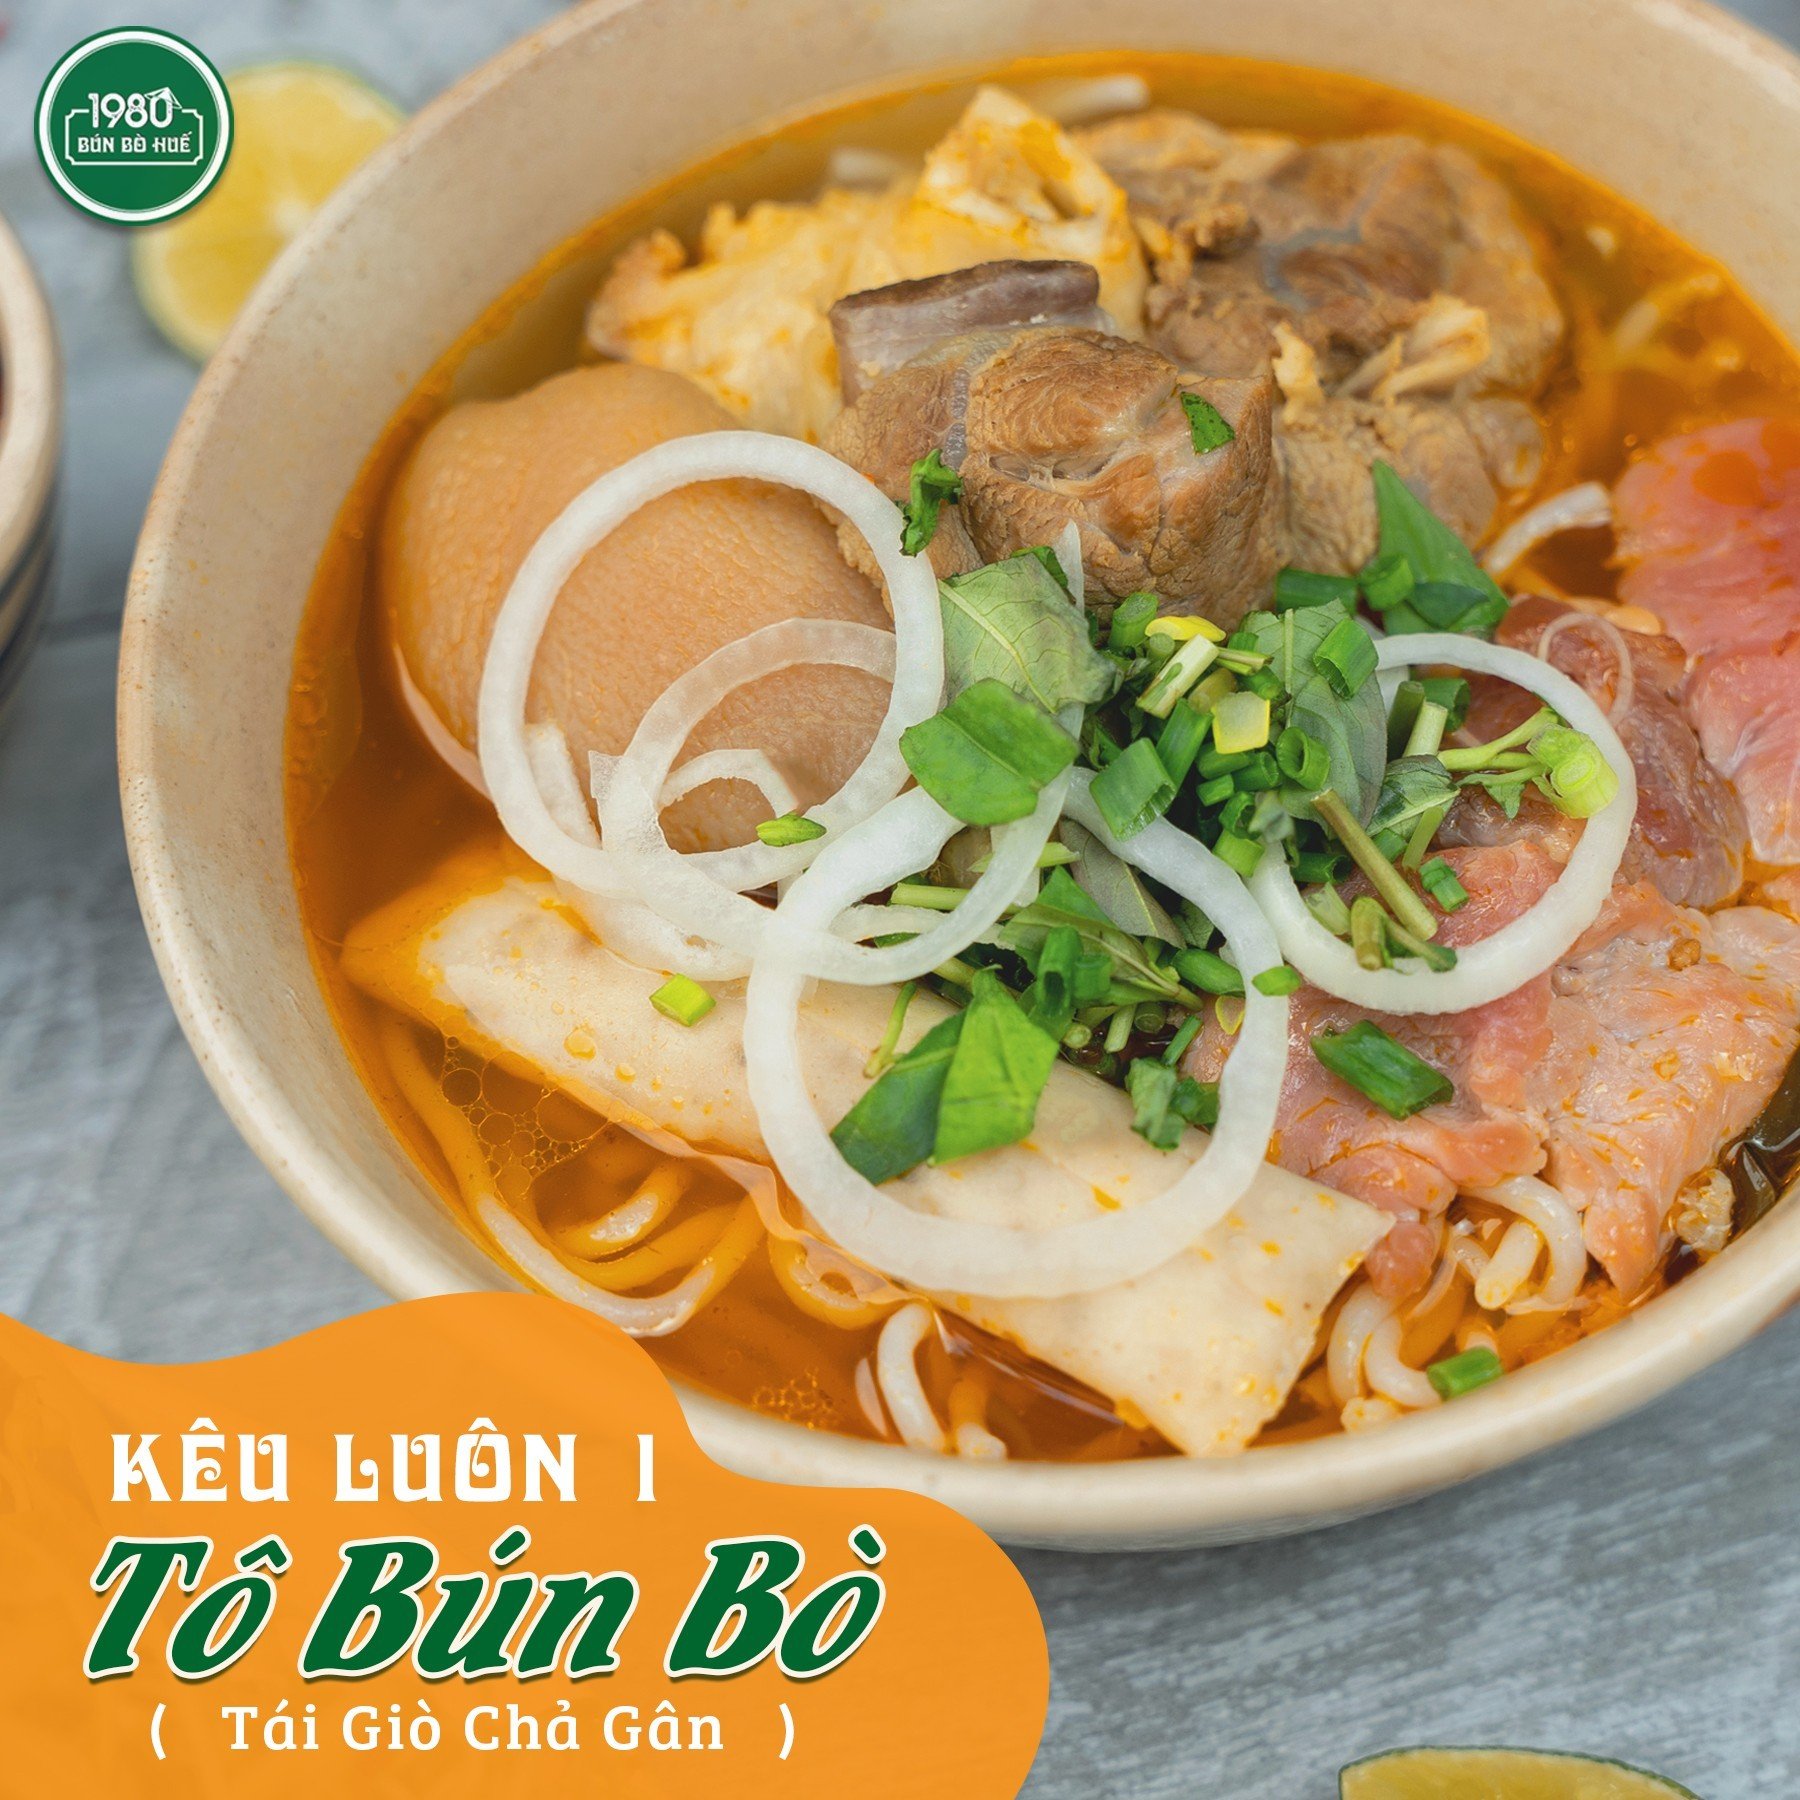 1980
BÚN BÒ HUẾ
KÊU LUÔN 1
Tô Bún Bò
( Tái Giò Chả Gân )